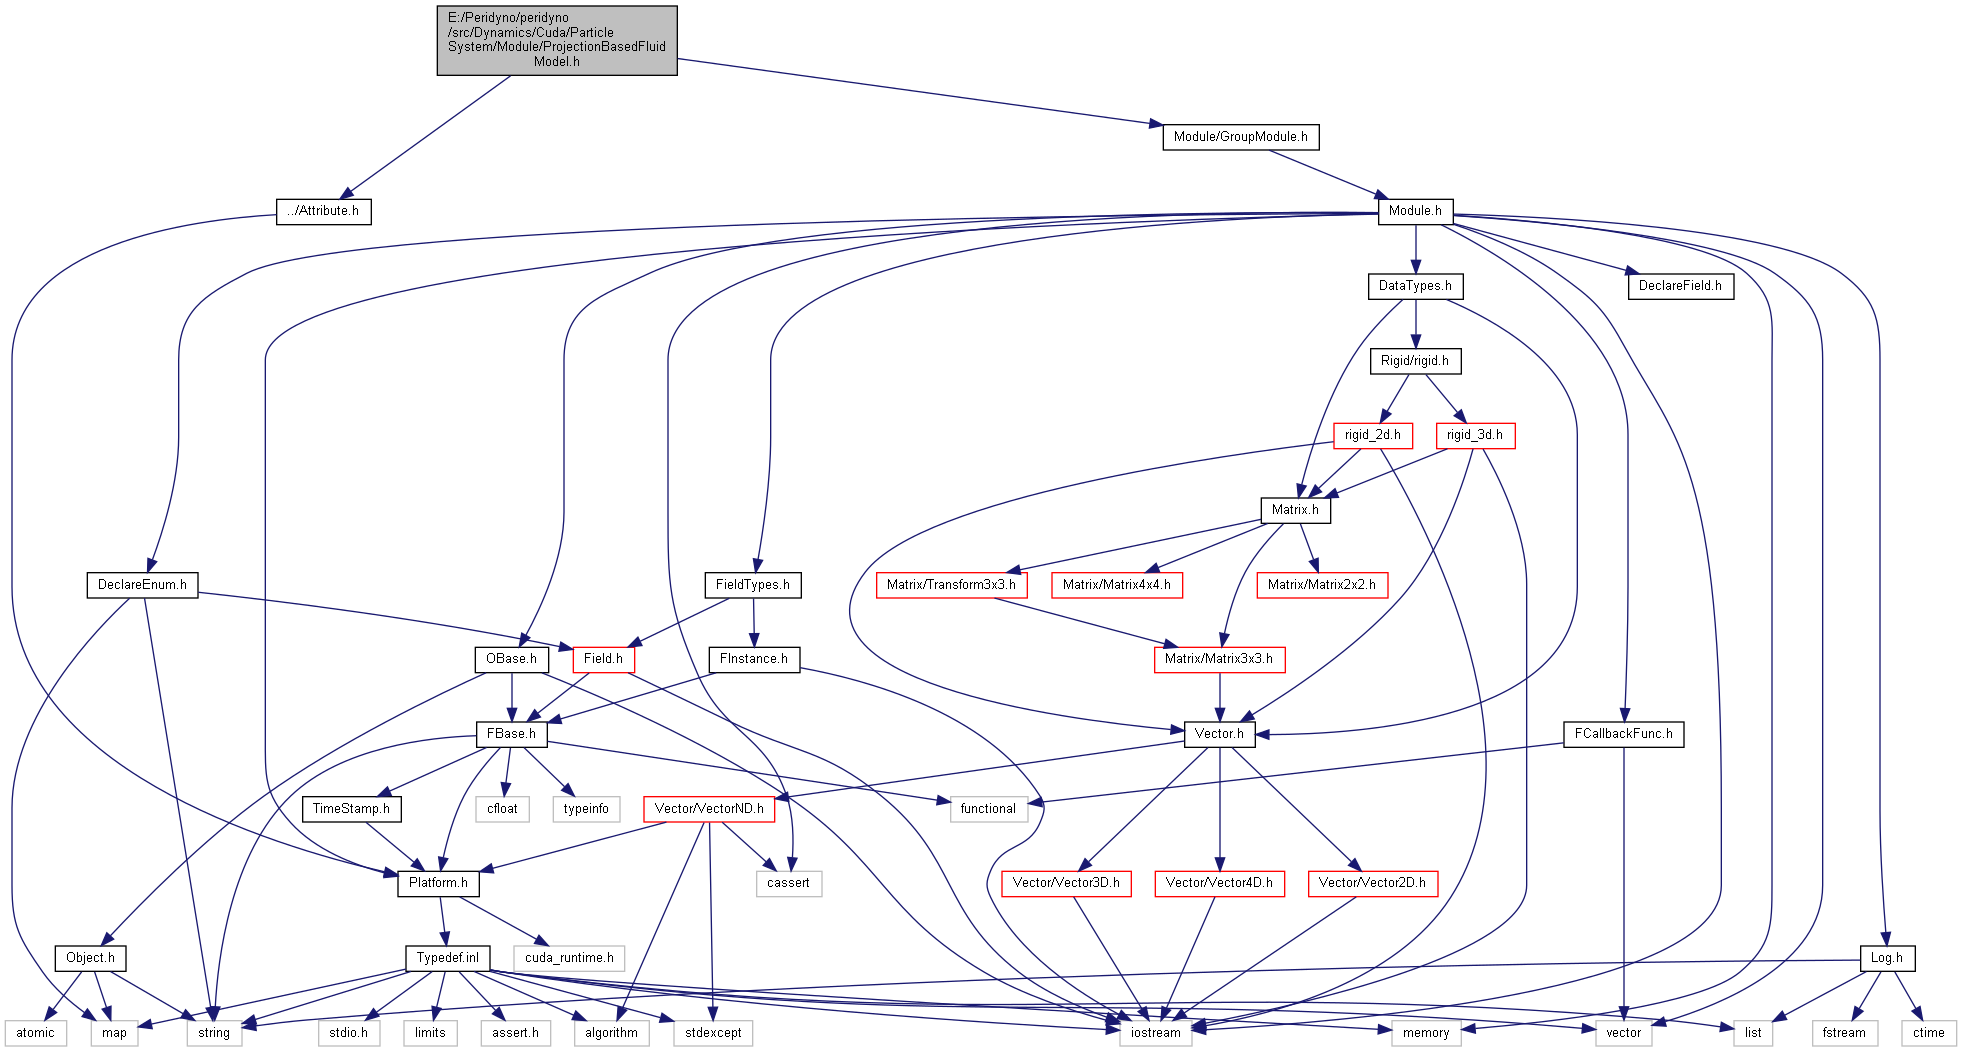 E:/Peridyno/peridyno
/src/Dynamics/Cuda/Particle
System/Module/ProjectionBasedFluid
Model.h
Module/GroupModule.h
../Attribute.h
Module.h
DataTypes.h
DeclareField.h
Rigid/rigid.h
rigid_2d.h
rigid_3d.h
Matrix.h
DeclareEnum.h
FieldTypes.h
Matrix/Transform3x3.h
Matrix/Matrix4x4.h
Matrix/Matrix2x2.h
OBase.h
Field.h
FInstance.h
Matrix/Matrix3x3.h
FBase.h
Vector.h
FCallbackFunc.h
TimeStamp.h
cfloat
typeinfo
Vector/VectorND.h
functional
Platform.h
cassert
Vector/Vector3D.h
Vector/Vector4D.h
Vector/Vector2D.h
Object.h
Typedef.inl
cuda_runtime.h
Log.h
atomic
map
string
stdio.h
limits
assert.h
algorithm
stdexcept
iostream
memory
vector
list
fstream
ctime